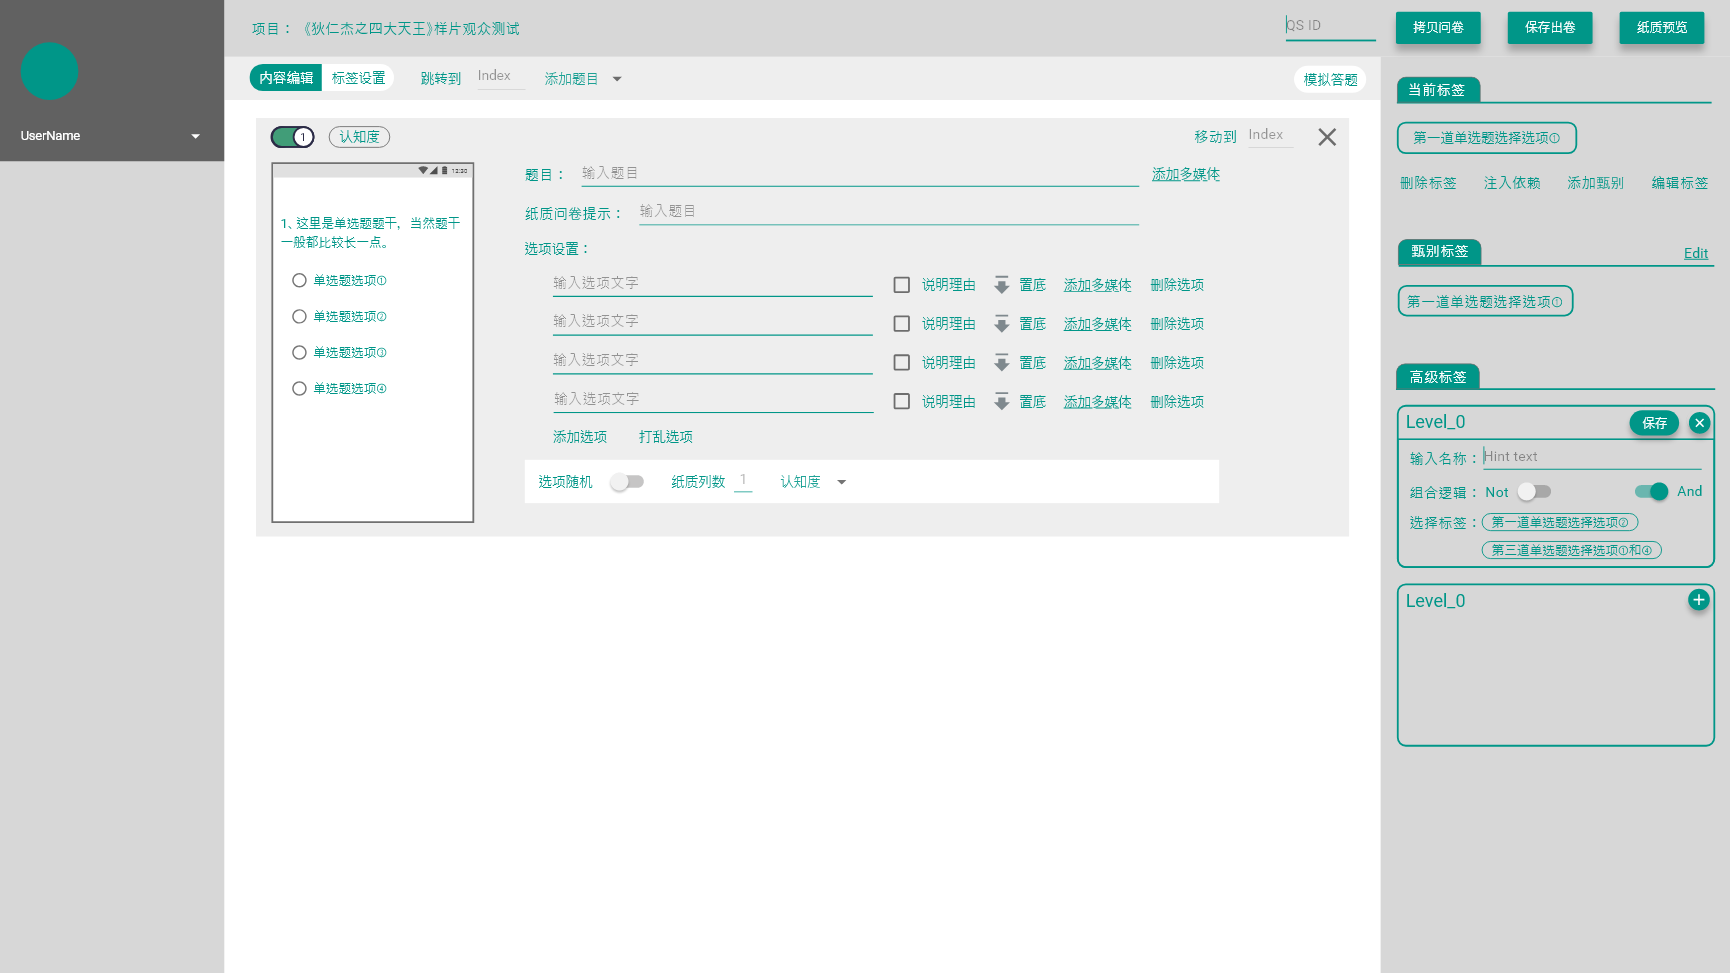 UserName
项目：《狄仁杰之四大天王》样片观众测试
QS ID
拷贝问卷
保存出卷
纸质预览
内容编辑
标签设置
跳转到
Index
添加题目
模拟答题
1
认知度
移动到
Index
12:30
1、这里是单选题题干，当然题干
一般都比较长一点。
单选题选项①
单选题选项②
单选题选项③
单选题选项④
题目：
输入题目
添加多媒体
纸质问卷提示：
输入题目
选项设置：
输入选项文字
说明理由
置底
添加多媒体
删除选项
输入选项文字
说明理由
置底
添加多媒体
删除选项
输入选项文字
说明理由
置底
添加多媒体
删除选项
输入选项文字
说明理由
置底
添加多媒体
删除选项
添加选项
打乱选项
选项随机
纸质列数
1
认知度
当前标签
第一道单选题选择选项①
删除标签
注入依赖
添加甄别
编辑标签
甄别标签
Edit
第一道单选题选择选项①
高级标签
Level_0
保存
输入名称：
Hint text
组合逻辑：
Not
And
选择标签：
第一道单选题选择选项②
第三道单选题选择选项①和④
Level_0